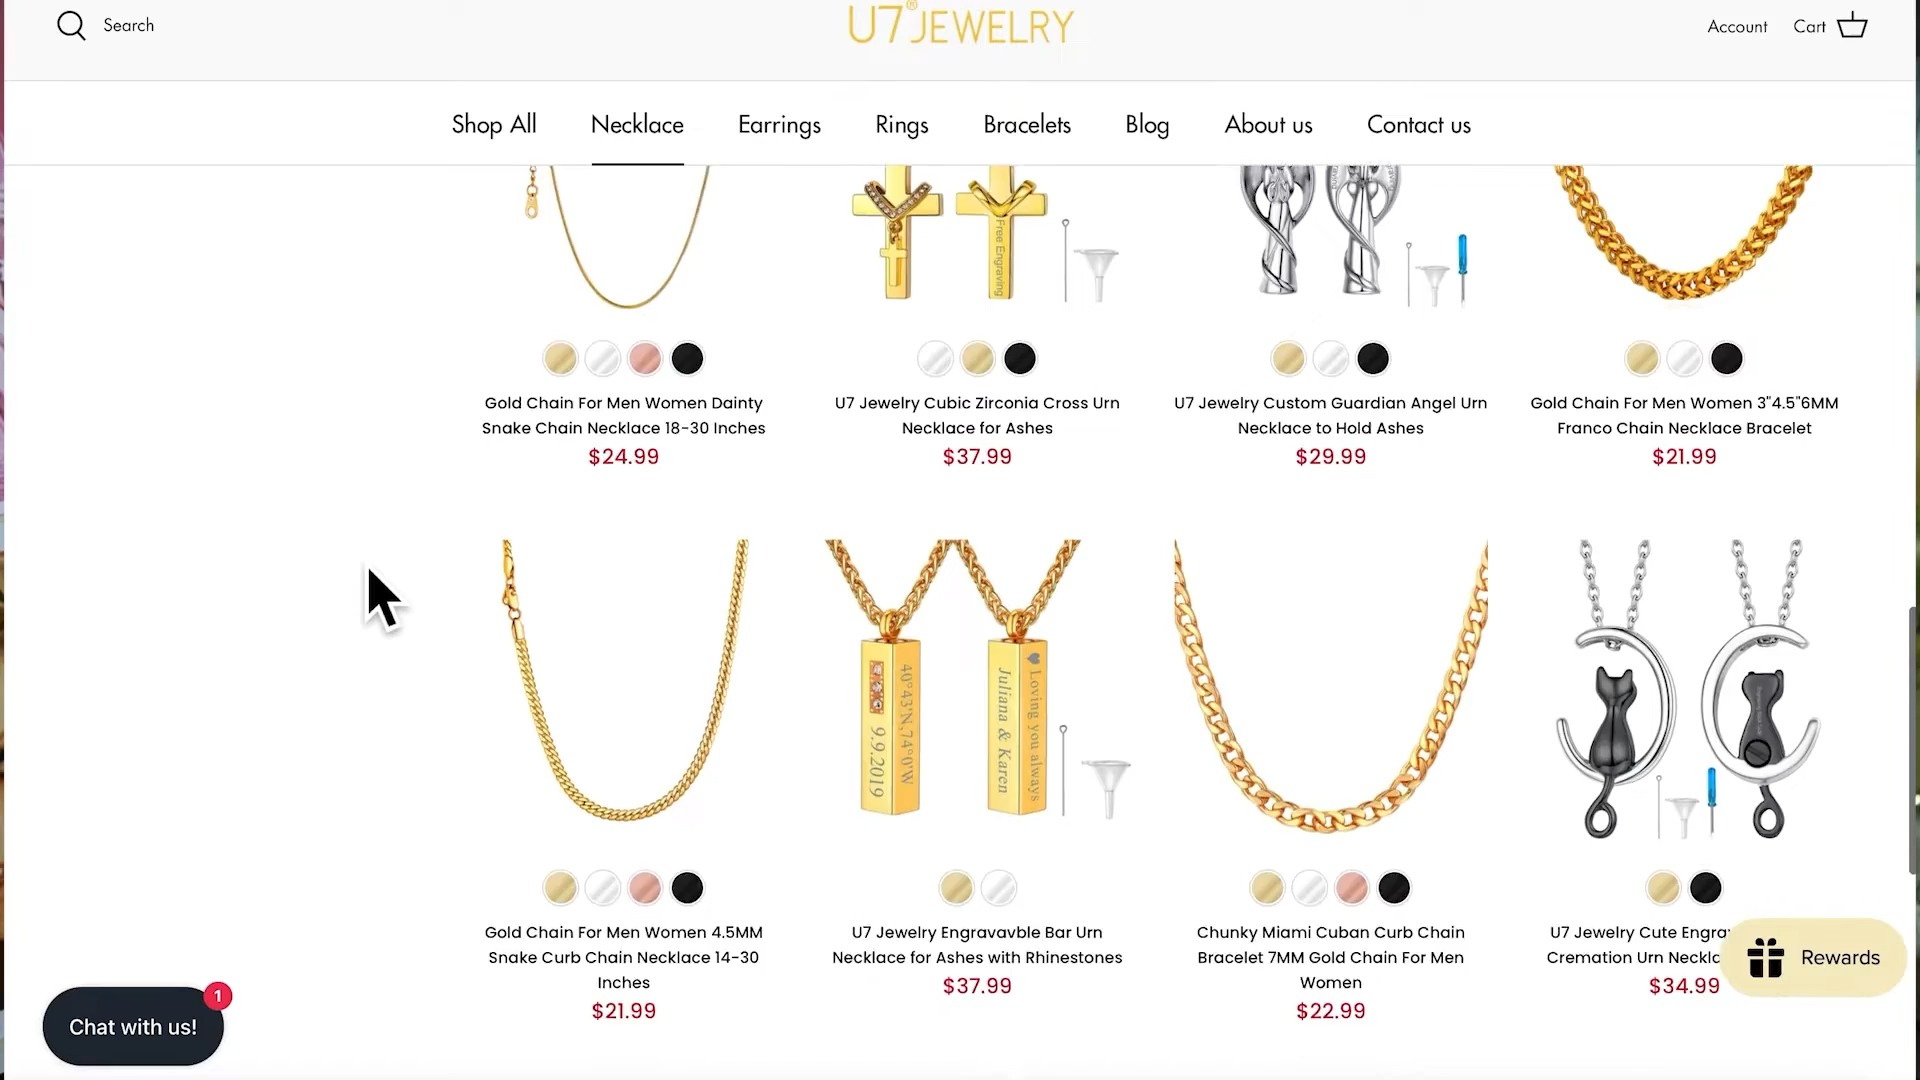 Search
U7® JEWELRY
Account
Cart
Shop All
Necklace
Earrings
Rings
Bracelets
Blog
About us
Contact us
Free Engraving
Gold Chain For Men Women Dainty
Snake Chain Necklace 18-30 Inches
$24.99
U7 Jewelry Cubic Zirconia Cross Urn
Necklace for Ashes
$37.99
U7 Jewelry Custom Guardian Angel Urn
Necklace to Hold Ashes
$29.99
Gold Chain For Men Women 3"4.5"6MM
Franco Chain Necklace Bracelet
$21.99
9.9.2019
40°43'N,74°0'W
Juliana & Karen
Loving you always
Gold Chain For Men Women 4.5MM
Snake Curb Chain Necklace 14-30
Inches
$21.99
U7 Jewelry Engravavble Bar Urn
Necklace for Ashes with Rhinestones
$37.99
Chunky Miami Cuban Curb Chain
Bracelet 7MM Gold Chain For Men
Women
$22.99
U7 Jewelry Cute Engra
Cremation Urn Neckla
$34.99
Rewards
Chat with us!
1